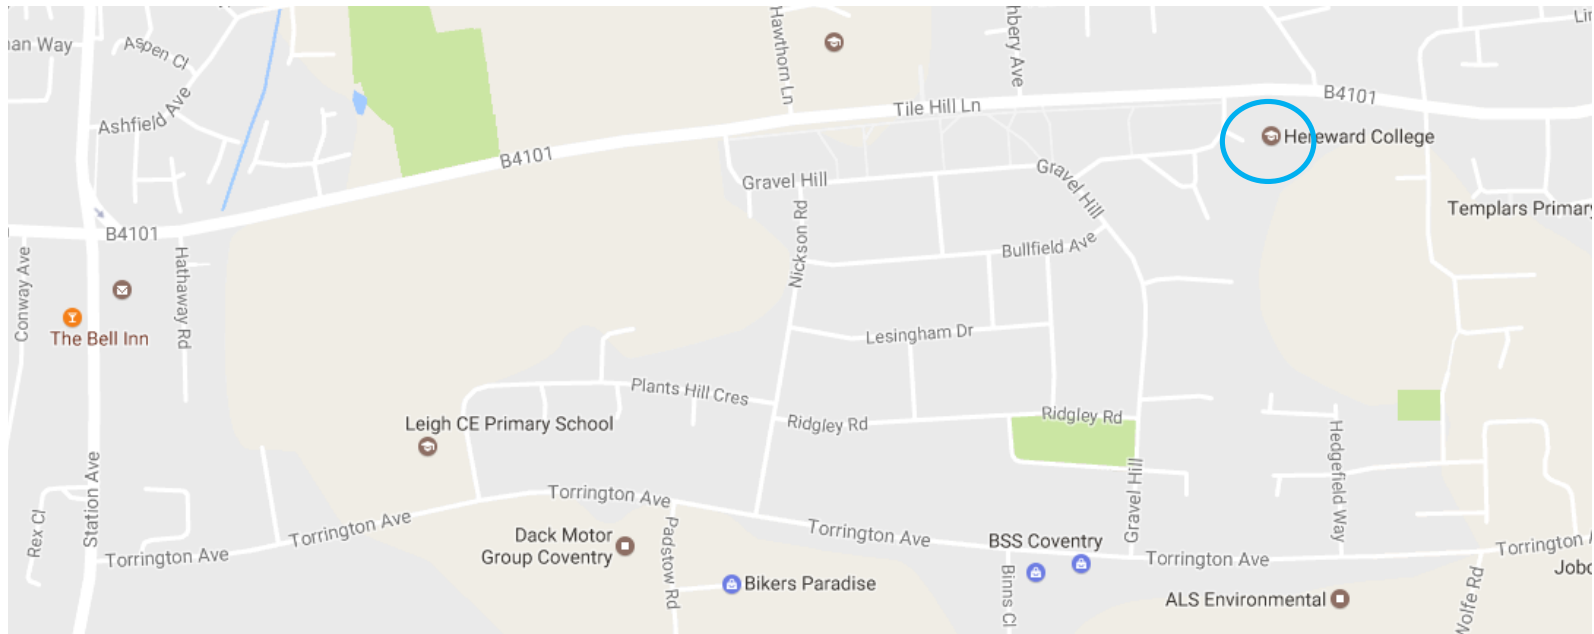 Aspen Cl
Ashfield Ave
Hawthorn Ln
Tile Hill Ln
B4101
Hereward College
B4101
Gravel Hill
Gravel Hill
Templars Primary
B4101
Conway Ave
Hathaway Rd
Nickson Rd
Bullfield Ave
The Bell Inn
Lesingham Dr
Plants Hill Cres
Leigh CE Primary School
Ridgley Rd
Ridgley Rd
Hedgefield Way
Station Ave
Rex Cl
Torrington Ave
Torrington Ave
Torrington Ave
Dack Motor
Group Coventry
Padstow Rd
Bikers Paradise
Torrington Ave
BSS Coventry
Binns Cl
Gravel Hill
Torrington Ave
Torrington
ALS Environmental
Wolfe Rd